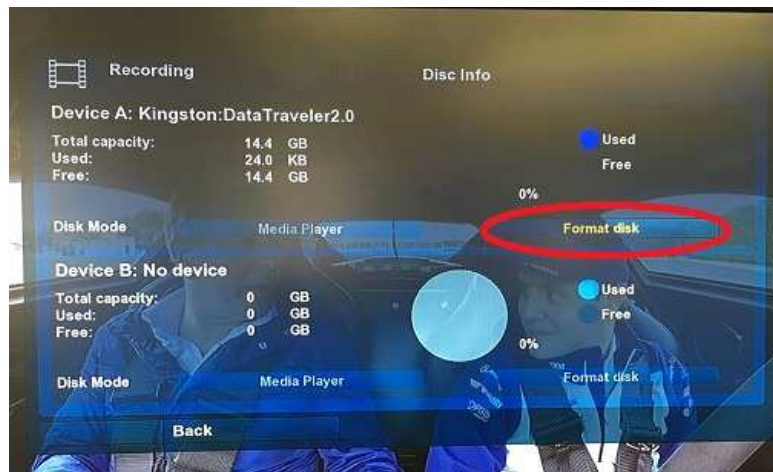 Recording
Disc Info
Device A: Kingston:DataTraveler2.0
Total capacity: 14.4 GB
Used: 24.0 KB
Free: 14.4 GB
Used
Free
0%
Disk Mode Media Player Format disk
Device B: No device
Total capacity: 0 GB
Used: 0 GB
Free: 0 GB
Used
Free
0%
Disk Mode Media Player Format disk
Back